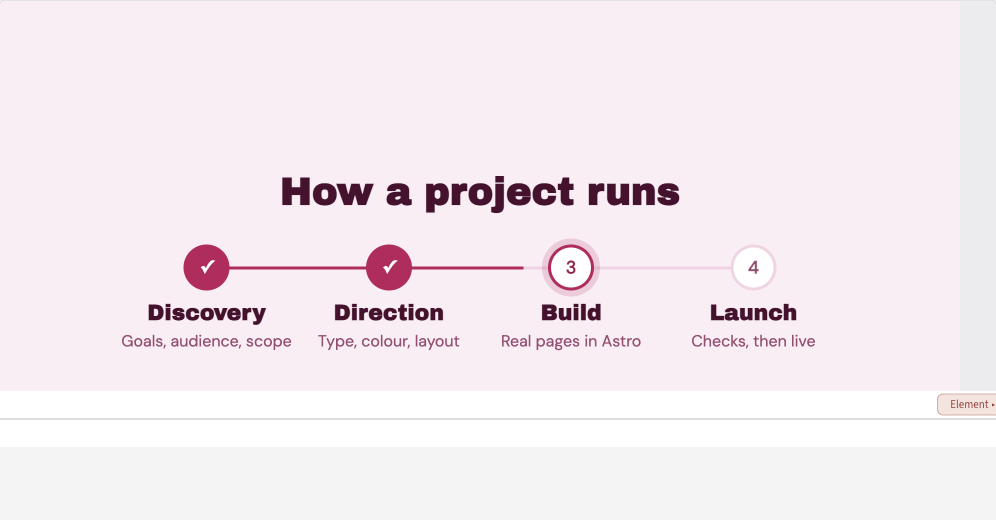 How a project runs
✓ ✓ 3 4
Discovery Direction Build Launch
Goals, audience, scope Type, colour, layout Real pages in Astro Checks, then live
Element •